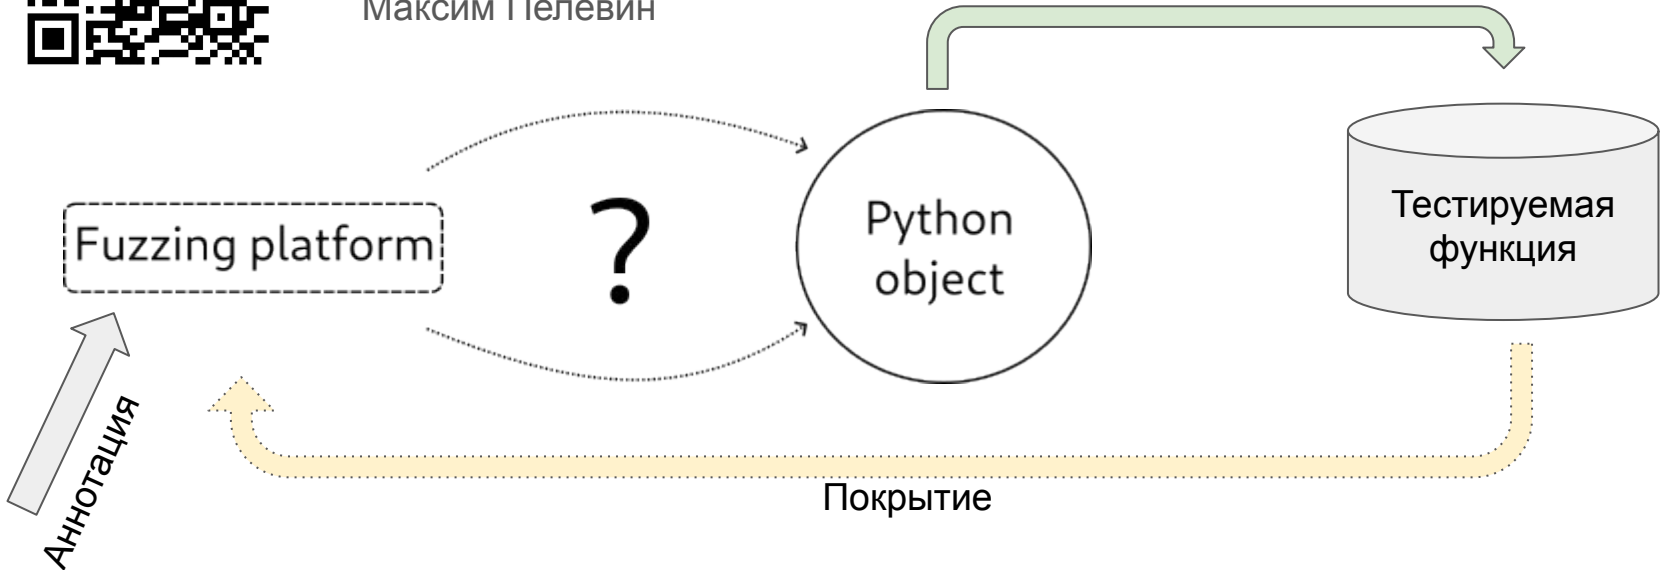 Максим Пелевин
Fuzzing platform
?
Python
object
Тестируемая
функция
Аннотация
Покрытие